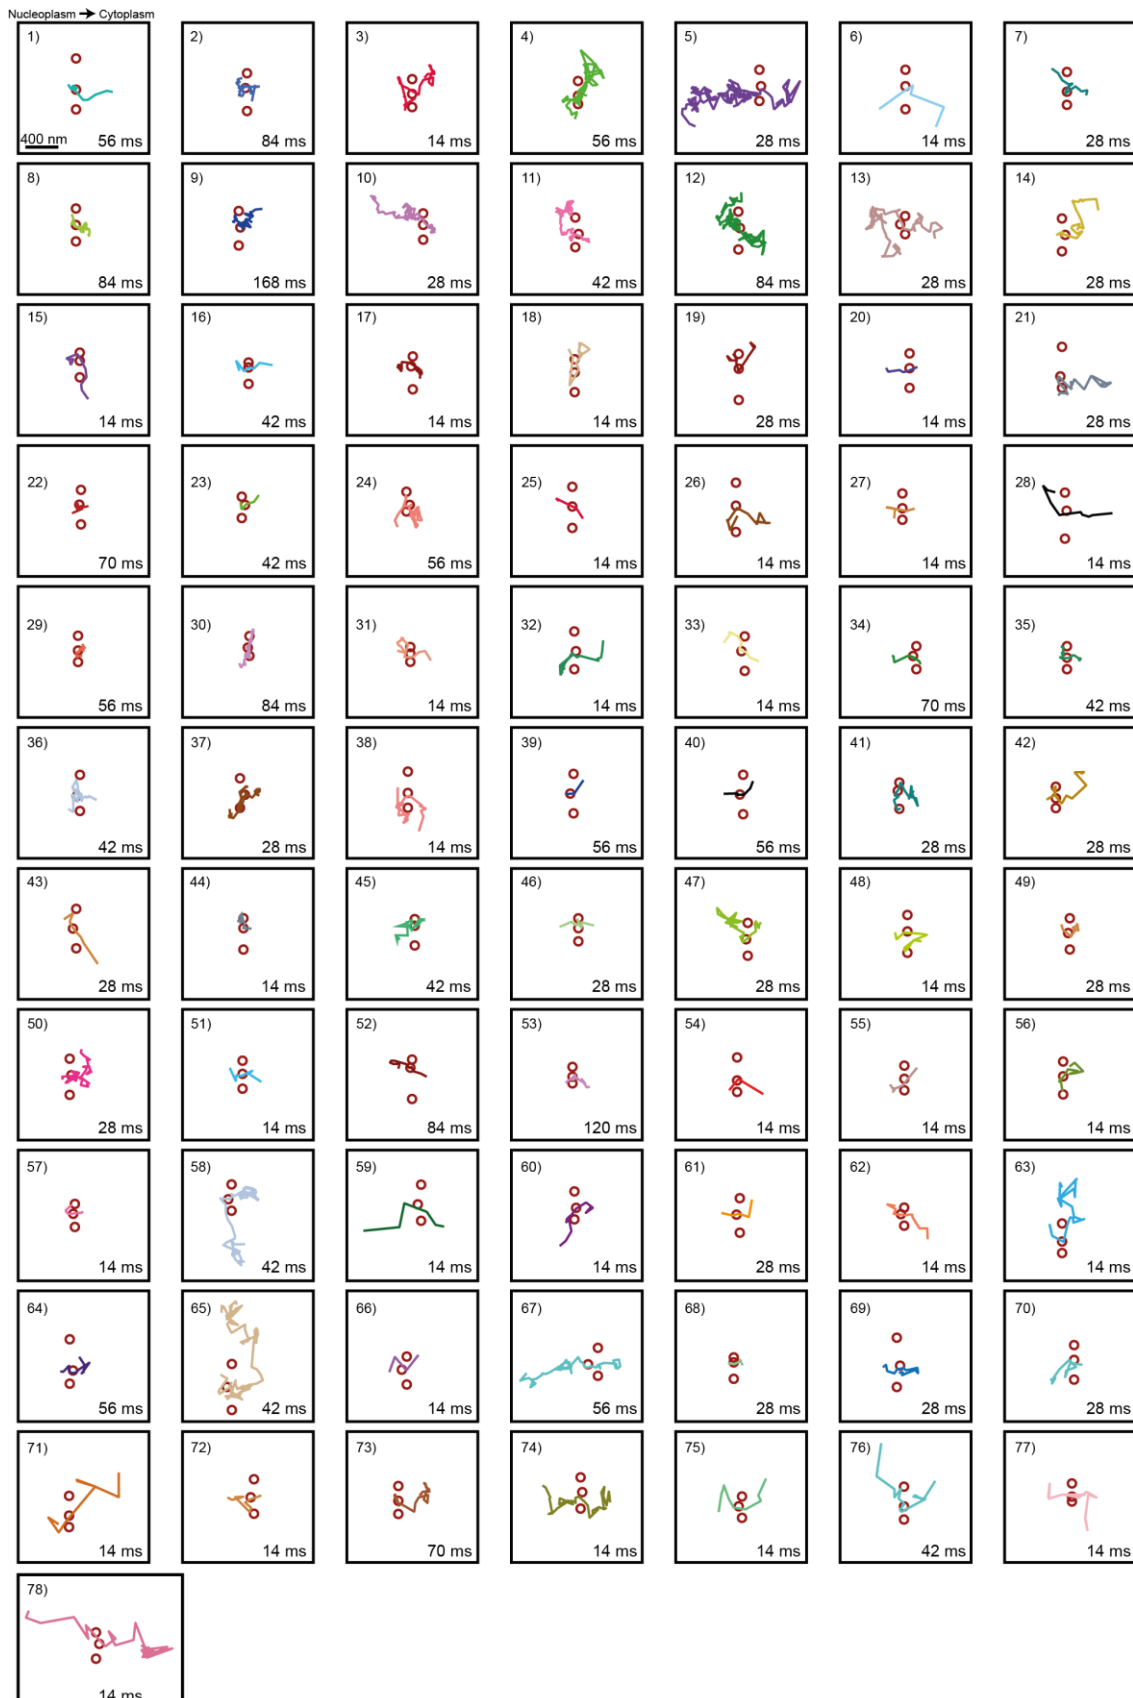 Nucleoplasm → Cytoplasm
1) 2) 3) 4) 5) 6) 7)
400 nm
56 ms 84 ms 14 ms 56 ms 28 ms 14 ms 28 ms
8) 9) 10) 11) 12) 13) 14)
84 ms 168 ms 28 ms 42 ms 84 ms 28 ms 28 ms
15) 16) 17) 18) 19) 20) 21)
14 ms 42 ms 14 ms 14 ms 28 ms 14 ms 28 ms
22) 23) 24) 25) 26) 27) 28)
70 ms 42 ms 56 ms 14 ms 14 ms 14 ms 14 ms
29) 30) 31) 32) 33) 34) 35)
56 ms 84 ms 14 ms 14 ms 14 ms 70 ms 42 ms
36) 37) 38) 39) 40) 41) 42)
42 ms 28 ms 14 ms 56 ms 56 ms 28 ms 28 ms
43) 44) 45) 46) 47) 48) 49)
28 ms 14 ms 42 ms 28 ms 28 ms 14 ms 28 ms
50) 51) 52) 53) 54) 55) 56)
28 ms 14 ms 84 ms 120 ms 14 ms 14 ms 14 ms
57) 58) 59) 60) 61) 62) 63)
14 ms 42 ms 14 ms 14 ms 28 ms 14 ms 14 ms
64) 65) 66) 67) 68) 69) 70)
56 ms 42 ms 14 ms 56 ms 28 ms 28 ms 28 ms
71) 72) 73) 74) 75) 76) 77)
14 ms 14 ms 70 ms 14 ms 14 ms 42 ms 14 ms
78)
14 ms